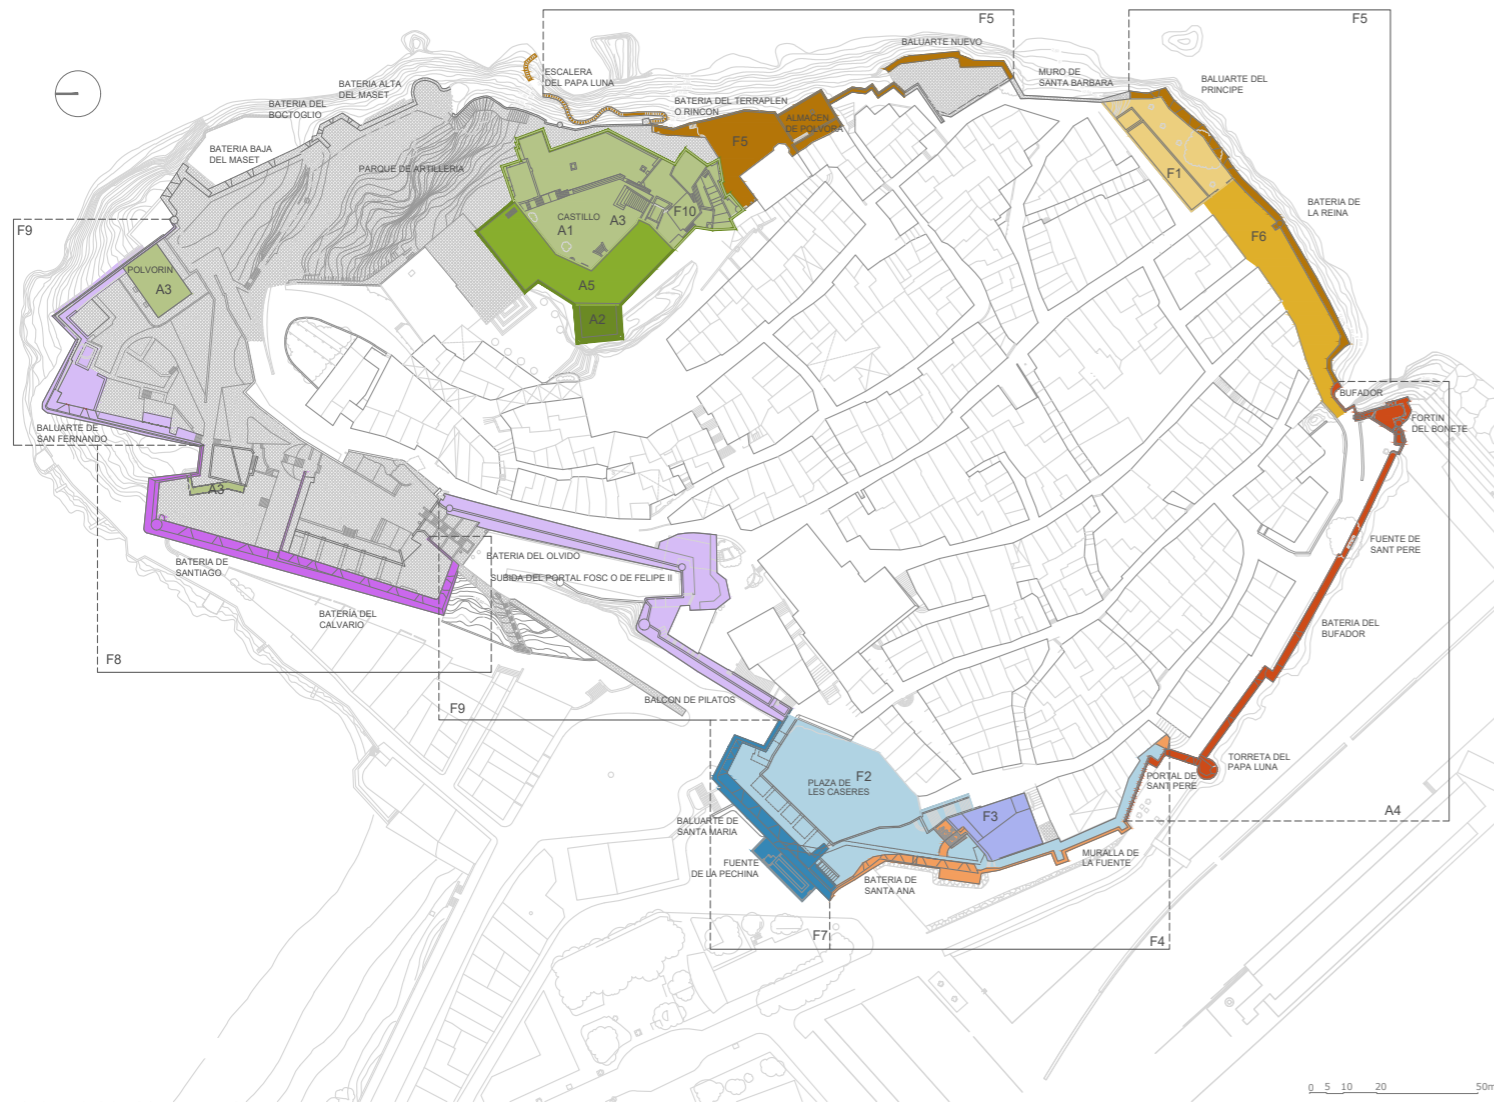 F5
F5
BALUARTE NUEVO
ESCALERA
DEL PAPA LUNA
MURO DE
SANTA BARBARA
BALUARTE DEL
PRINCIPE
BATERIA ALTA
DEL MASET
BATERIA DEL
BOCTOGLIO
BATERIA DEL TERRAPLEN
O RINCON
ALMACEN
DE POLVORA
F5
BATERIA BAJA
DEL MASET
PARQUE DE ARTILLERIA
F1
CASTILLO
A1
A3
F10
BATERIA DE
LA REINA
F9
F6
POLVORIN
A3
A5
A2
BUFADOR
FORTIN
DEL BONETE
BALUARTE DE
SAN FERNANDO
A3
FUENTE DE
SANT PERE
BATERIA DE
SANTIAGO
BATERIA DEL OLVIDO
SUBIDA DEL PORTAL FOSC O DE FELIPE II
BATERÍA DEL
CALVARIO
BATERIA DEL
BUFADOR
F8
BALCON DE PILATOS
F9
TORRETA DEL
PAPA LUNA
PORTAL DE
SANT PERE
PLAZA DE
LES CASERES
F2
F3
A4
BALUARTE DE
SANTA MARIA
MURALLA DE
LA FUENTE
FUENTE
DE LA PECHINA
BATERIA DE
SANTA ANA
F7
F4
0 5 10 20 50m